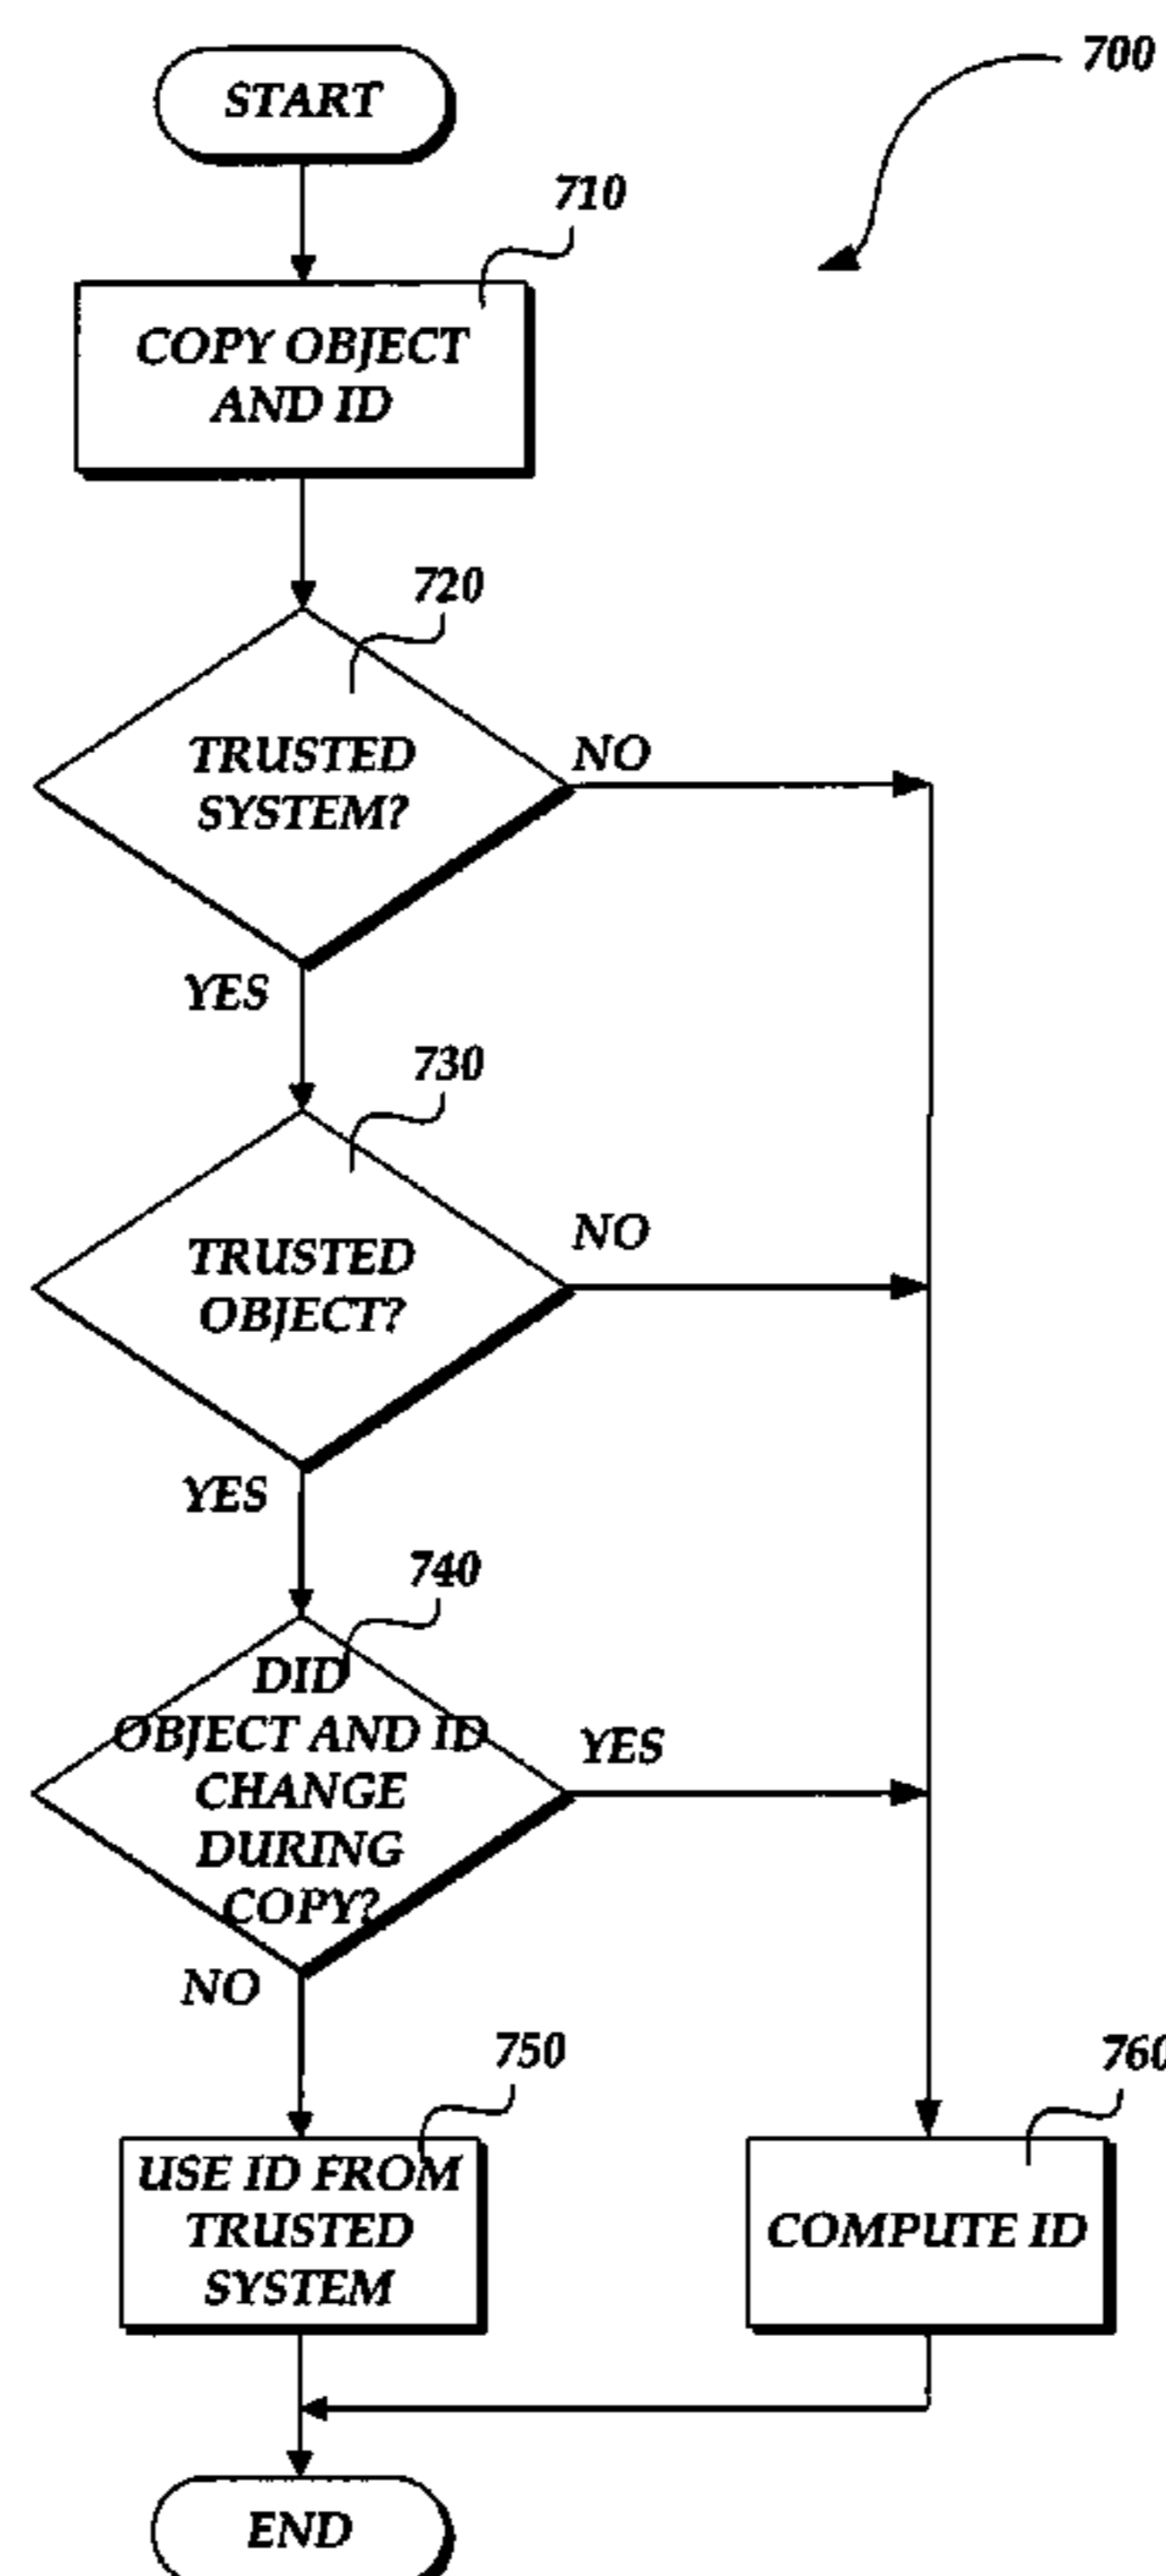 START
700
710
COPY OBJECT
AND ID
720
TRUSTED
SYSTEM?
NO
YES
730
TRUSTED
OBJECT?
NO
YES
740
DID
OBJECT AND ID
CHANGE
DURING
COPY?
YES
NO
750
760
USE ID FROM
TRUSTED
SYSTEM
COMPUTE ID
END